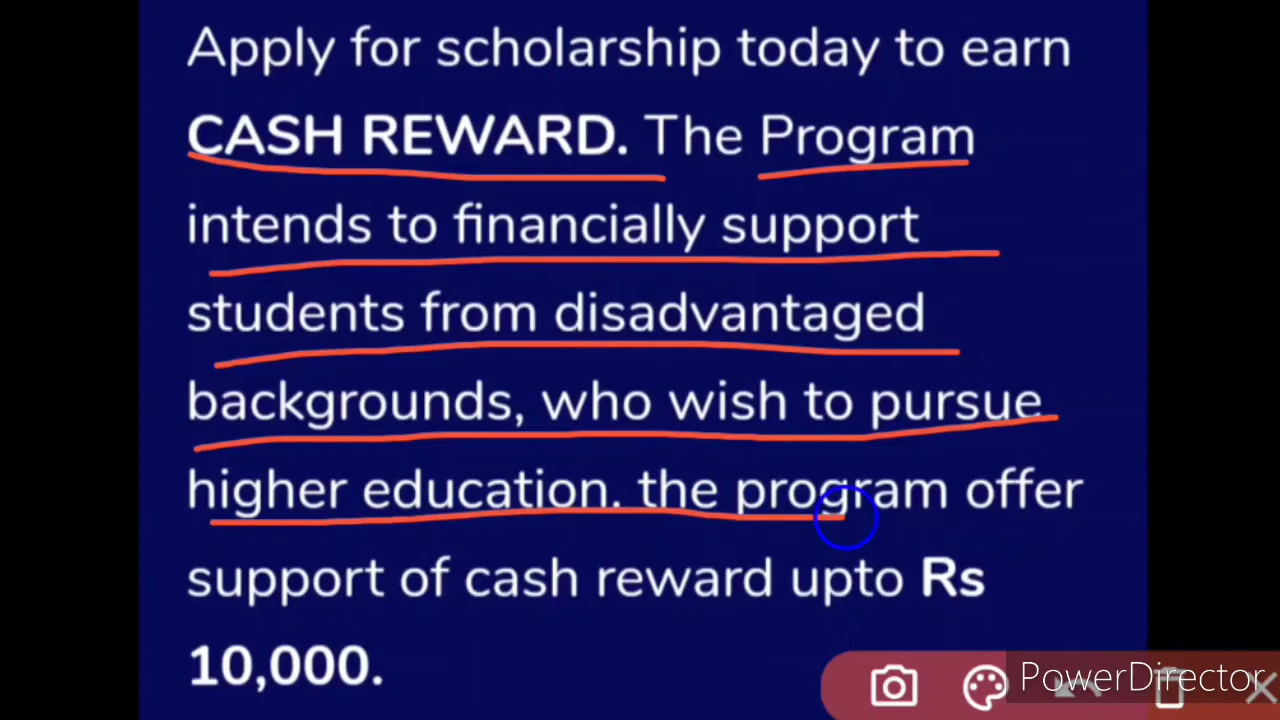 Apply for scholarship today to earn
CASH REWARD. The Program
intends to financially support
students from disadvantaged
backgrounds, who wish to pursue
higher education. the program offer
support of cash reward upto Rs
10,000.
PowerDirector